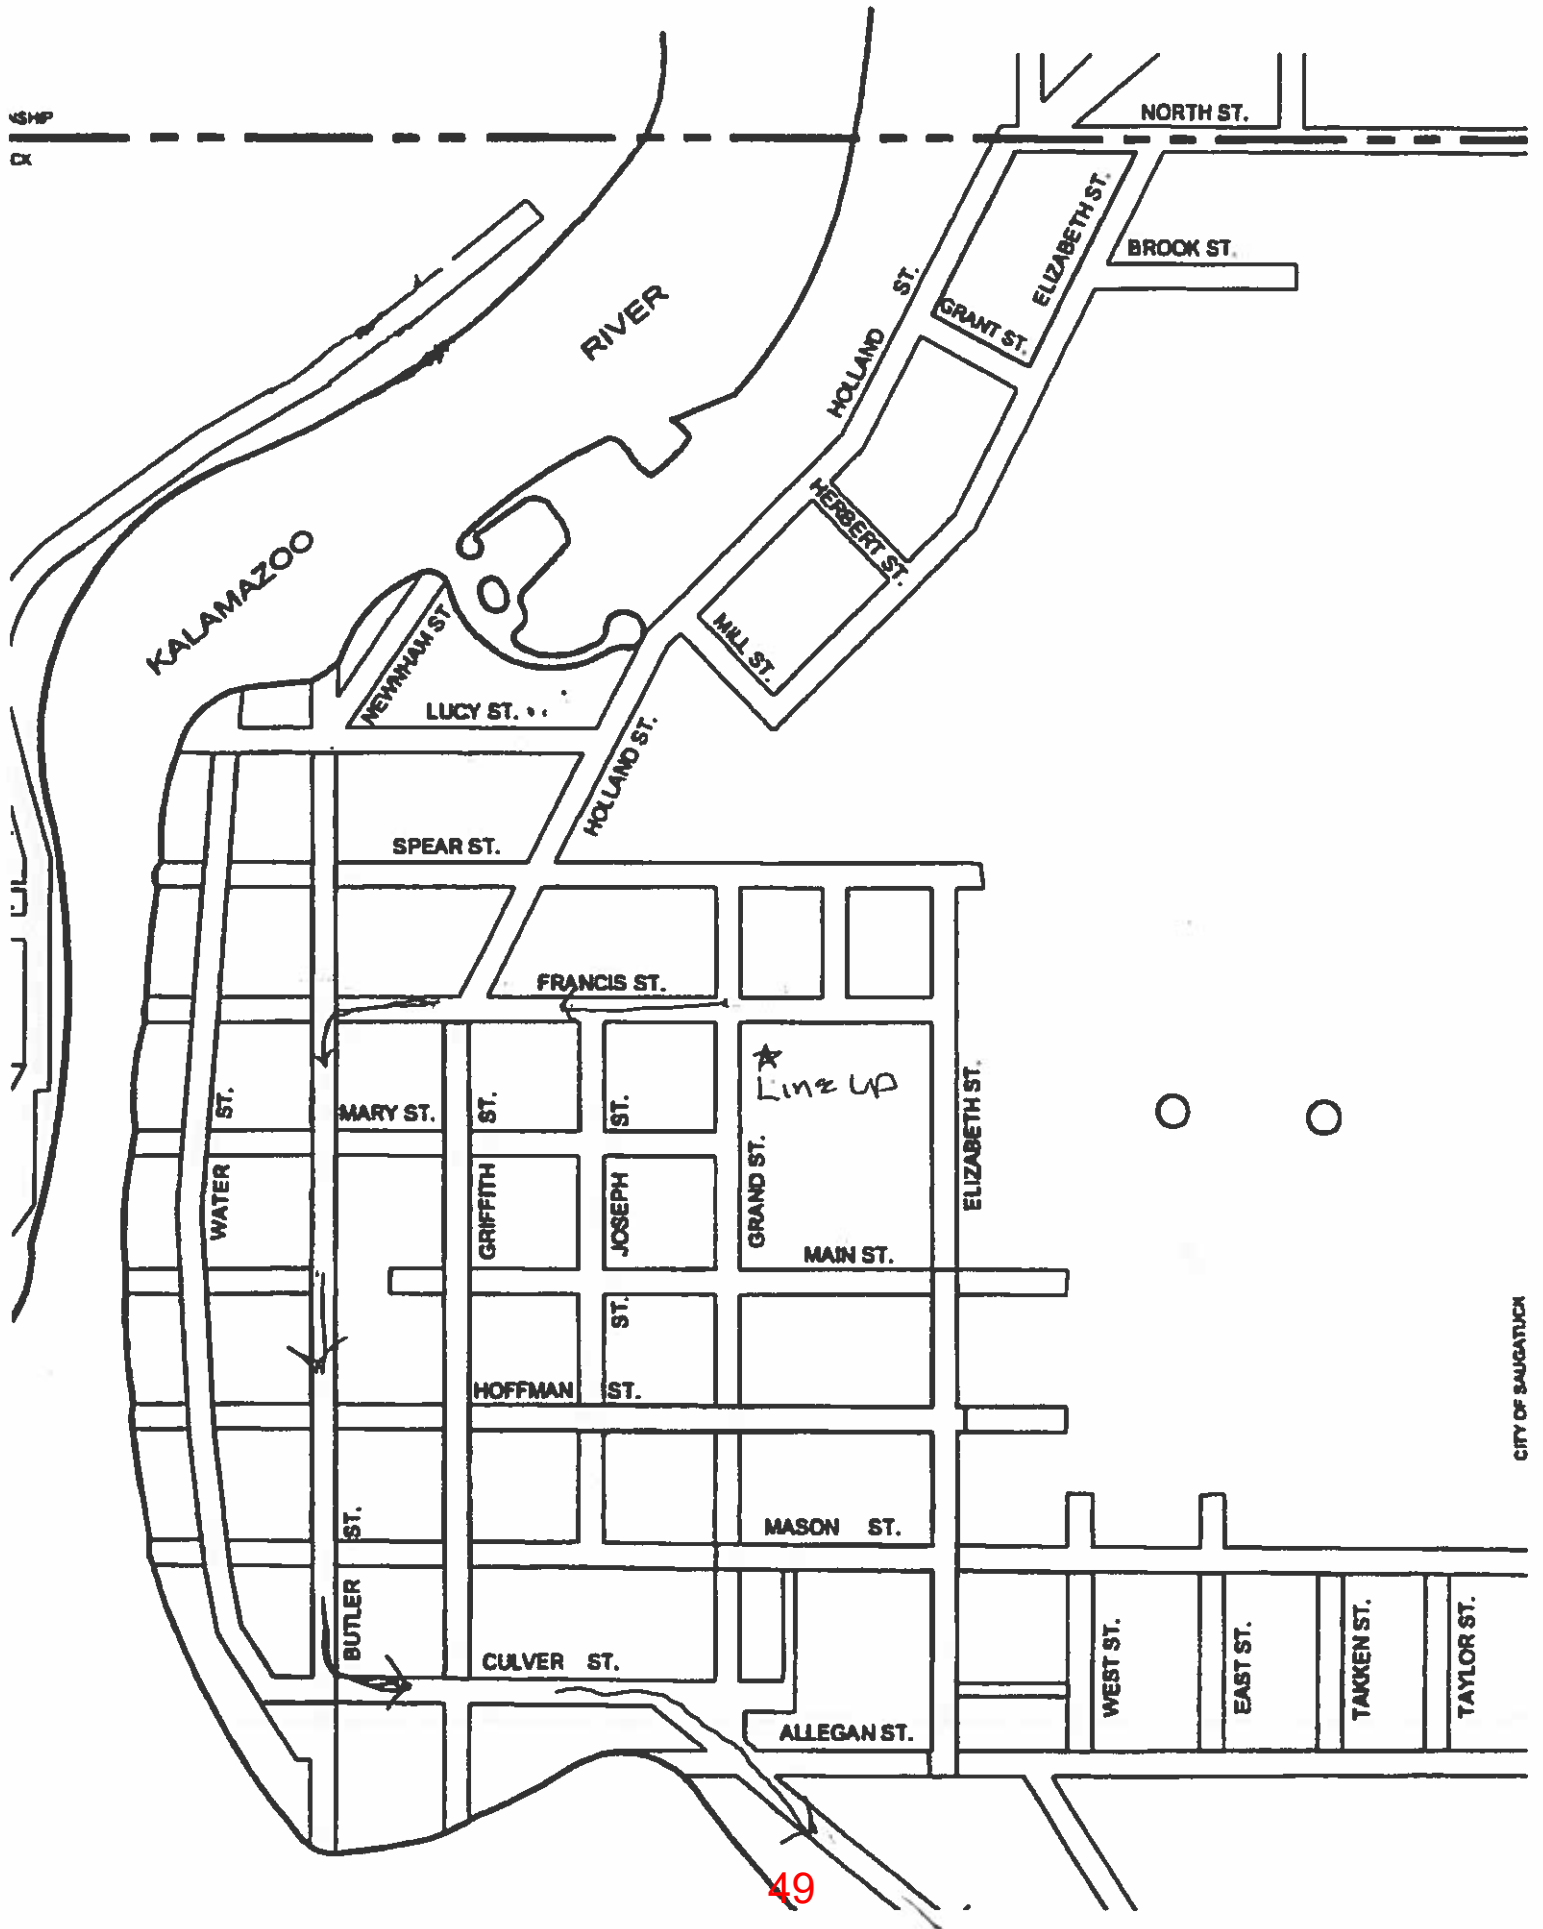 NORTH ST.
ELIZABETH ST.
BROOK ST.
HOLLAND ST.
GRANT ST.
RIVER
KALAMAZOO
HERBERT ST.
MILL ST.
NEWNHAM ST
LUCY ST.
HOLLAND ST.
SPEAR ST.
FRANCIS ST.
Line up
MARY ST.
WATER ST.
GRIFFITH ST.
JOSEPH ST.
GRAND ST.
ELIZABETH ST.
MAIN ST.
ST.
HOFFMAN ST.
CITY OF SAUGATUCK
MASON ST.
BUTLER ST.
CULVER ST.
WEST ST.
EAST ST.
TAKKEN ST.
TAYLOR ST.
ALLEGAN ST.
49